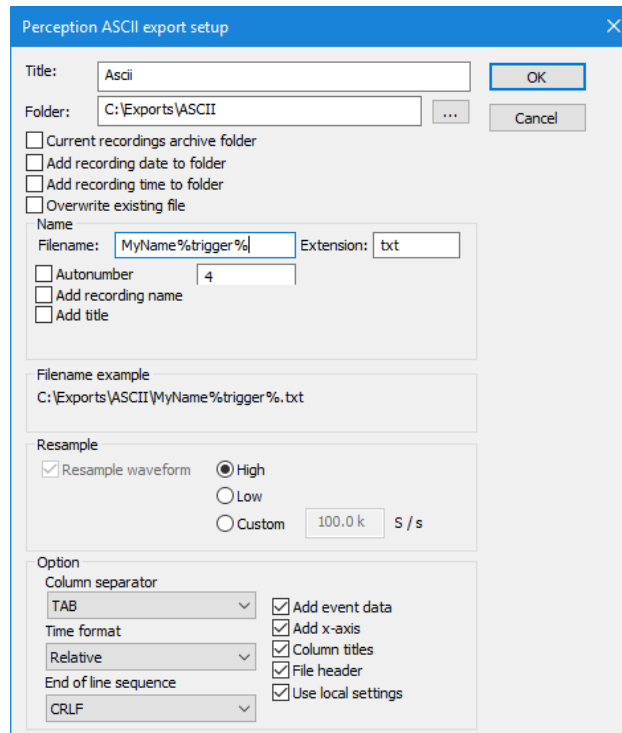 Perception ASCII export setup
Title: Ascii OK
Folder: C:\Exports\ASCII ... Cancel
Current recordings archive folder
Add recording date to folder
Add recording time to folder
Overwrite existing file
Name
Filename: MyName%trigger% Extension: txt
Autonumber 4
Add recording name
Add title
Filename example
C:\Exports\ASCII\MyName%trigger%.txt
Resample
Resample waveform High
Low
Custom 100.0 k S / s
Option
Column separator
TAB Add event data
Add x-axis
Time format
Column titles
Relative
File header
End of line sequence
Use local settings
CRLF